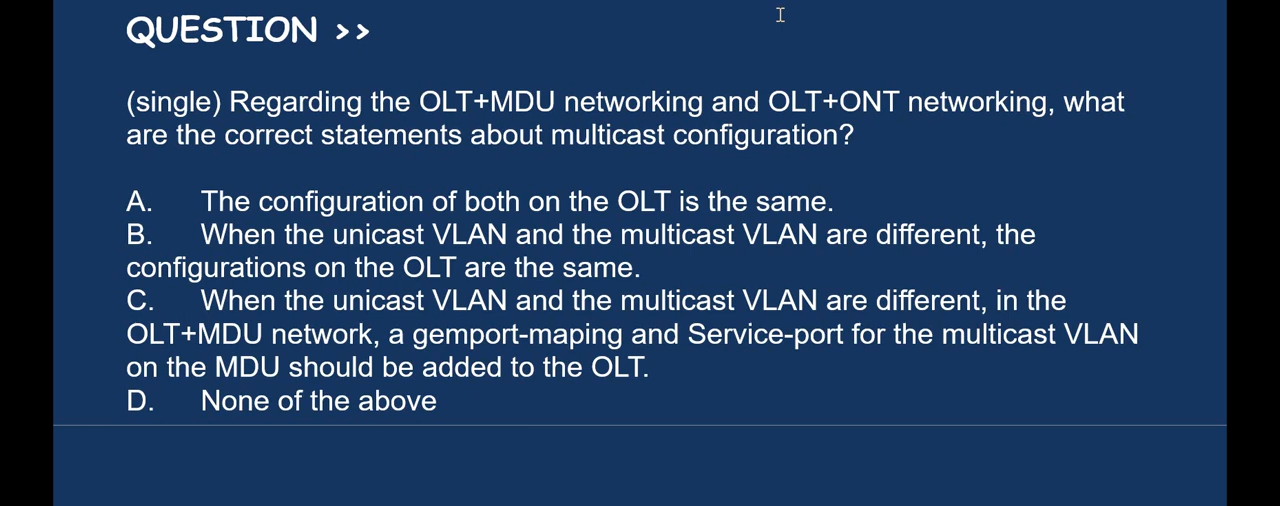 QUESTION >>
(single) Regarding the OLT+MDU networking and OLT+ONT networking, what
are the correct statements about multicast configuration?
A. The configuration of both on the OLT is the same.
B. When the unicast VLAN and the multicast VLAN are different, the
configurations on the OLT are the same.
C. When the unicast VLAN and the multicast VLAN are different, in the
OLT+MDU network, a gemport-maping and Service-port for the multicast VLAN
on the MDU should be added to the OLT.
D. None of the above